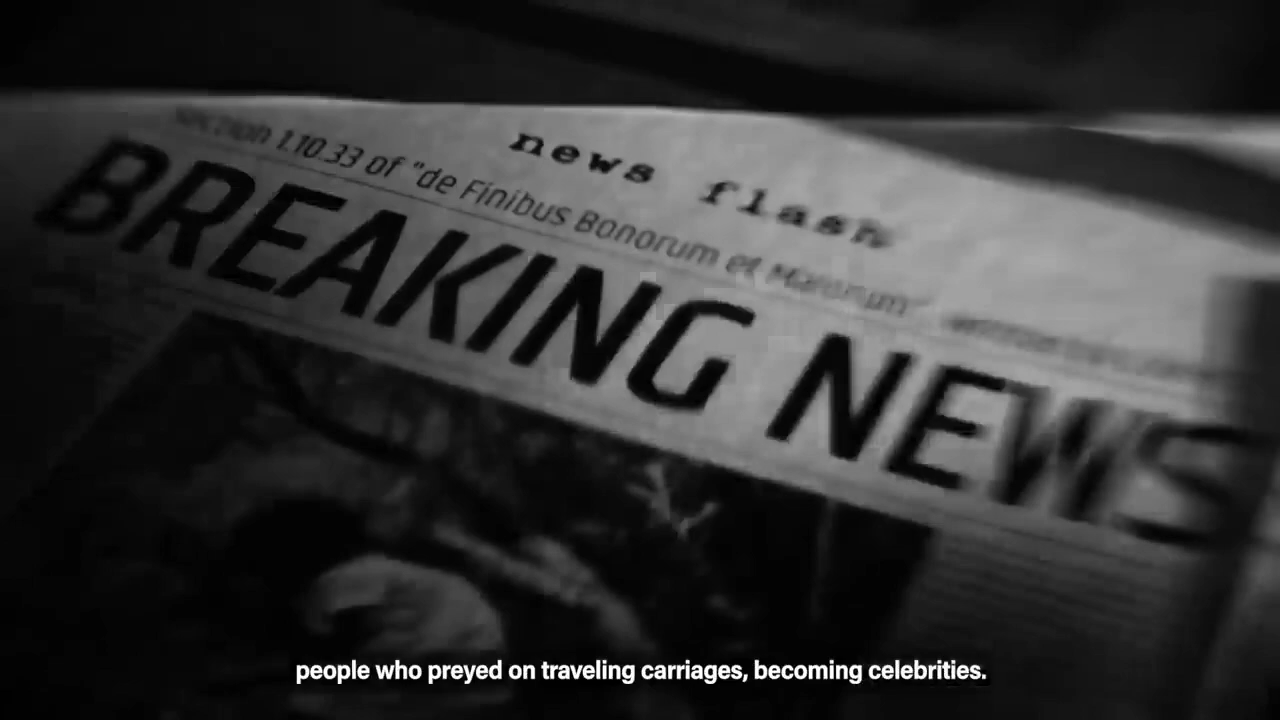 news flash
section 1.10.33 of "de Finibus Bonorum et Malorum"
BREAKING NEWS
people who preyed on traveling carriages, becoming celebrities.